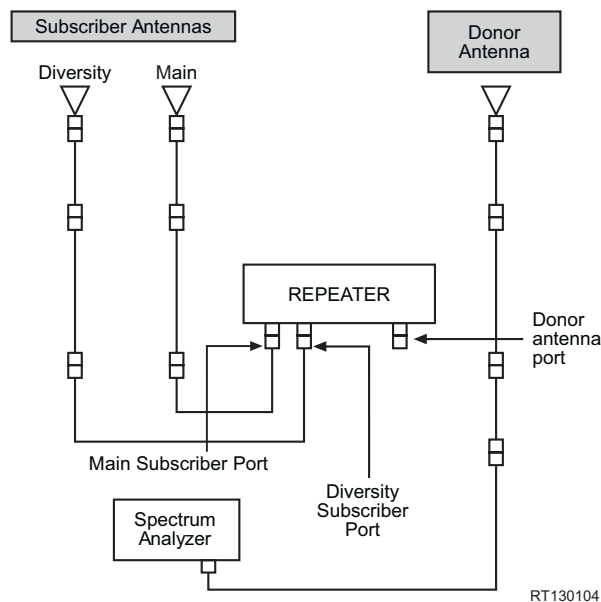 Subscriber Antennas
Donor
Antenna
Diversity
Main
REPEATER
Donor
antenna
port
Main Subscriber Port
Diversity
Subscriber
Port
Spectrum
Analyzer
RT130104